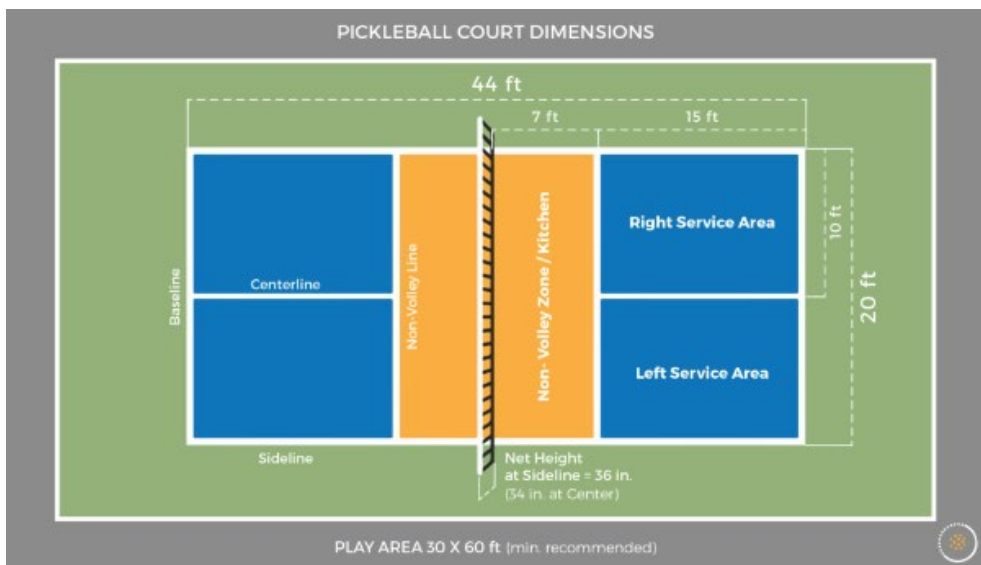 PICKLEBALL COURT DIMENSIONS
44 ft
7 ft
15 ft
Right Service Area
10 ft
20 ft
Baseline
Centerline
Non-Volley Line
Non- Volley Zone / Kitchen
Left Service Area
Sideline
Net Height
at Sideline = 36 in.
(34 in. at Center)
PLAY AREA 30 X 60 ft (min. recommended)